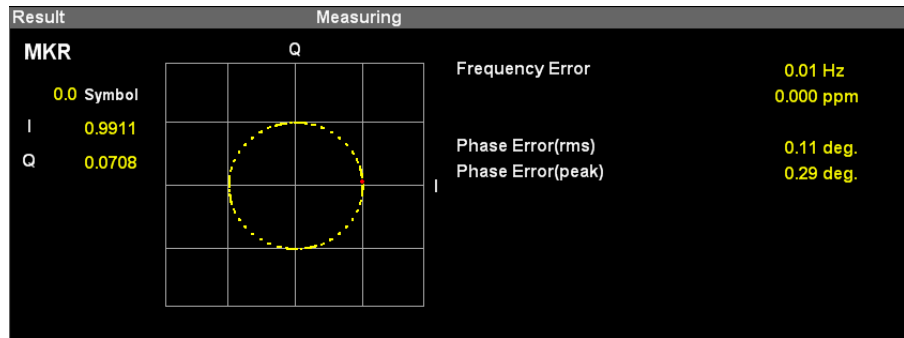 Result Measuring
MKR
Q
Frequency Error 0.01 Hz
0.0 Symbol 0.000 ppm
I 0.9911
Phase Error(rms) 0.11 deg.
Q 0.0708
Phase Error(peak) 0.29 deg.
I